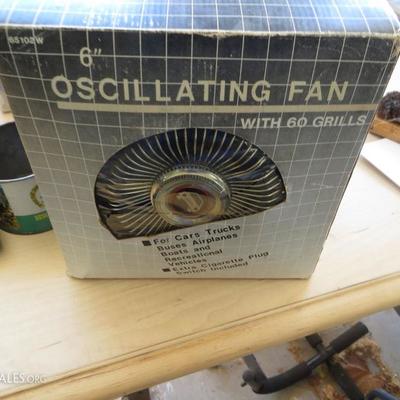 65102W
6"
OSCILLATING FAN
WITH 60 GRILLS
For Cars Trucks
Buses Airplanes
Boats and
Recreational
Vehicles
Extra Cigarette Plug
Switch Included
ALES.ORG